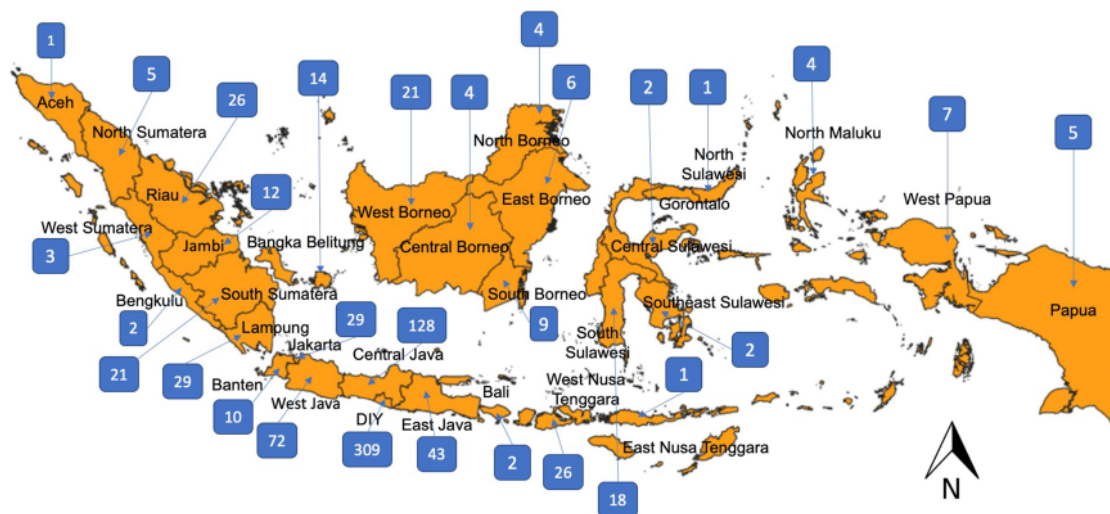 4
1
5
14
21
4
6
2
1
4
26
7
5
Aceh
North Sumatera
North Borneo
North Maluku
North
Sulawesi
Riau
12
West Borneo
East Borneo
Gorontalo
West Papua
West Sumatera
Jambi
Bangka Belitung
Central Borneo
Central Sulawesi
3
Bengkulu
South Sumatera
South Borneo
Southeast Sulawesi
Papua
2
Lampung
Jakarta
29
128
9
South
Sulawesi
2
21
29
Central Java
Banten
West Java
DIY
East Java
Bali
West Nusa
Tenggara
1
10
72
309
43
2
26
East Nusa Tenggara
18
N